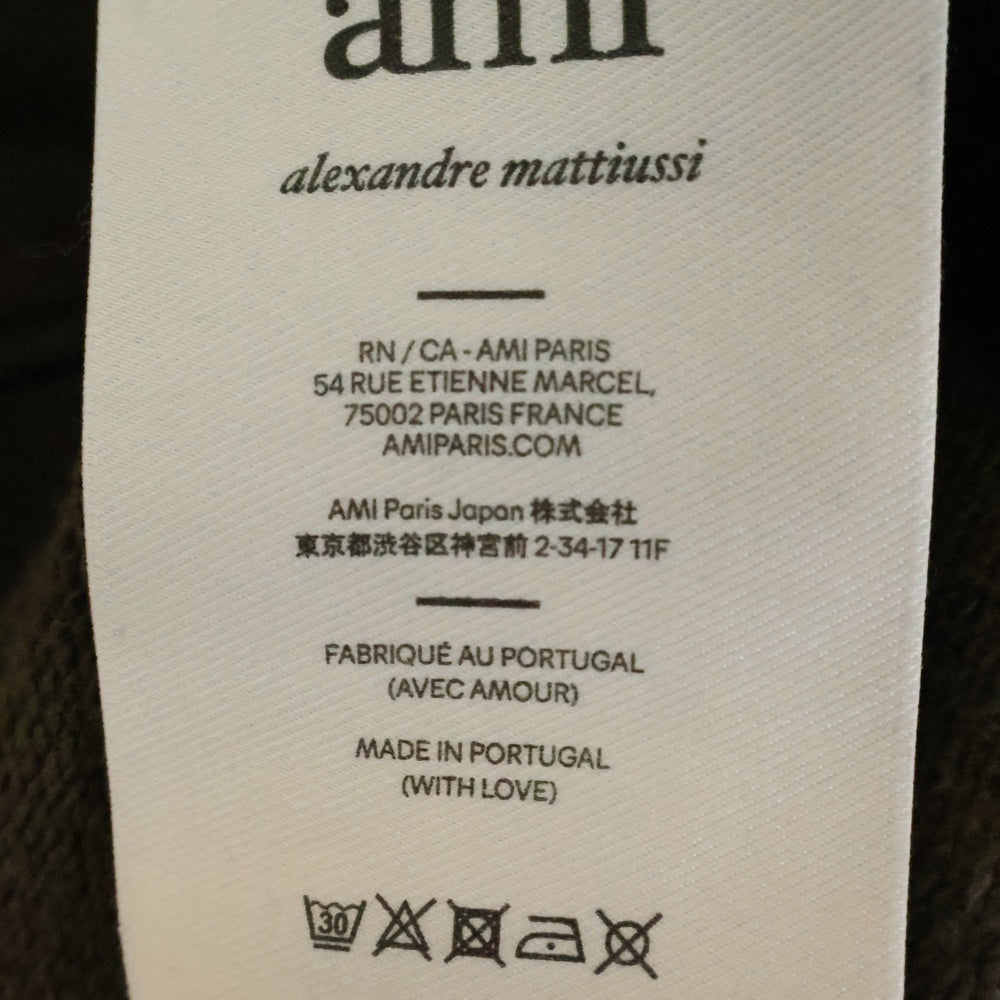 ami
alexandre mattiussi
RN / CA - AMI PARIS
54 RUE ETIENNE MARCEL,
75002 PARIS FRANCE
AMIPARIS.COM
AMI Paris Japan 株式会社
東京都渋谷区神宮前 2-34-17 11F
FABRIQUÉ AU PORTUGAL
(AVEC AMOUR)
MADE IN PORTUGAL
(WITH LOVE)
30